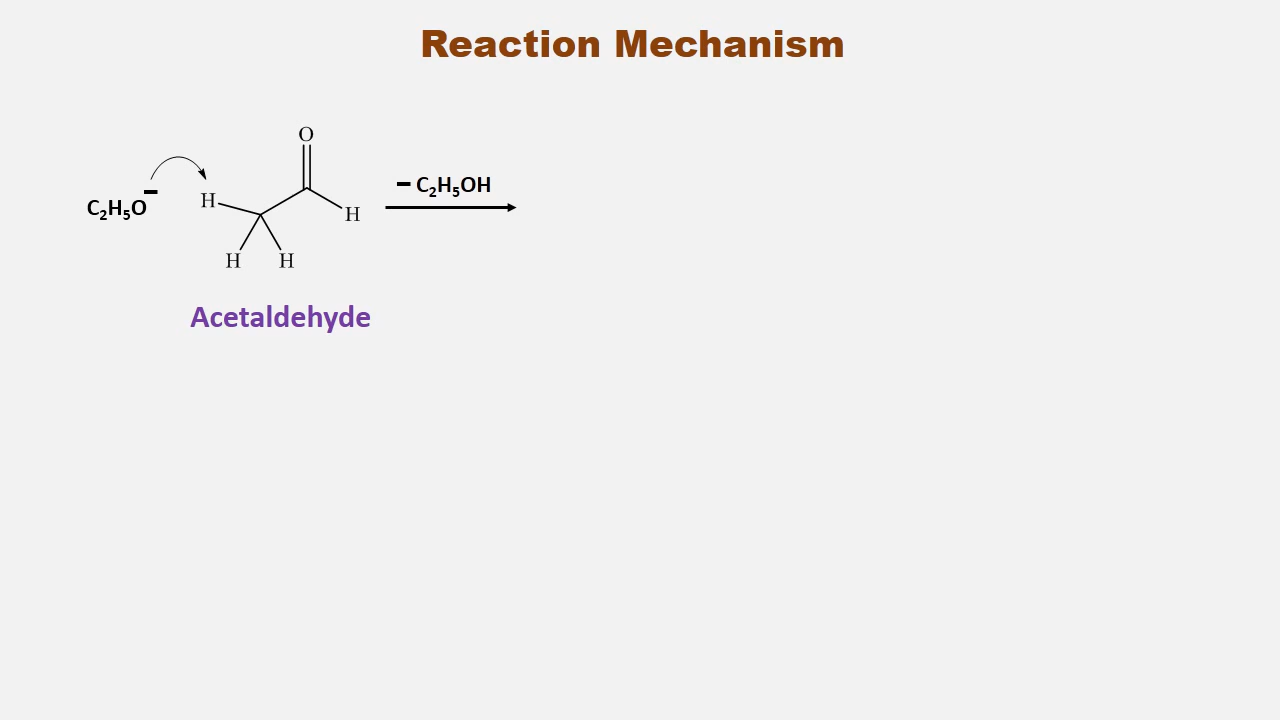 Reaction Mechanism
O
− C₂H₅OH
C₂H₅O−
H
H
H H
Acetaldehyde